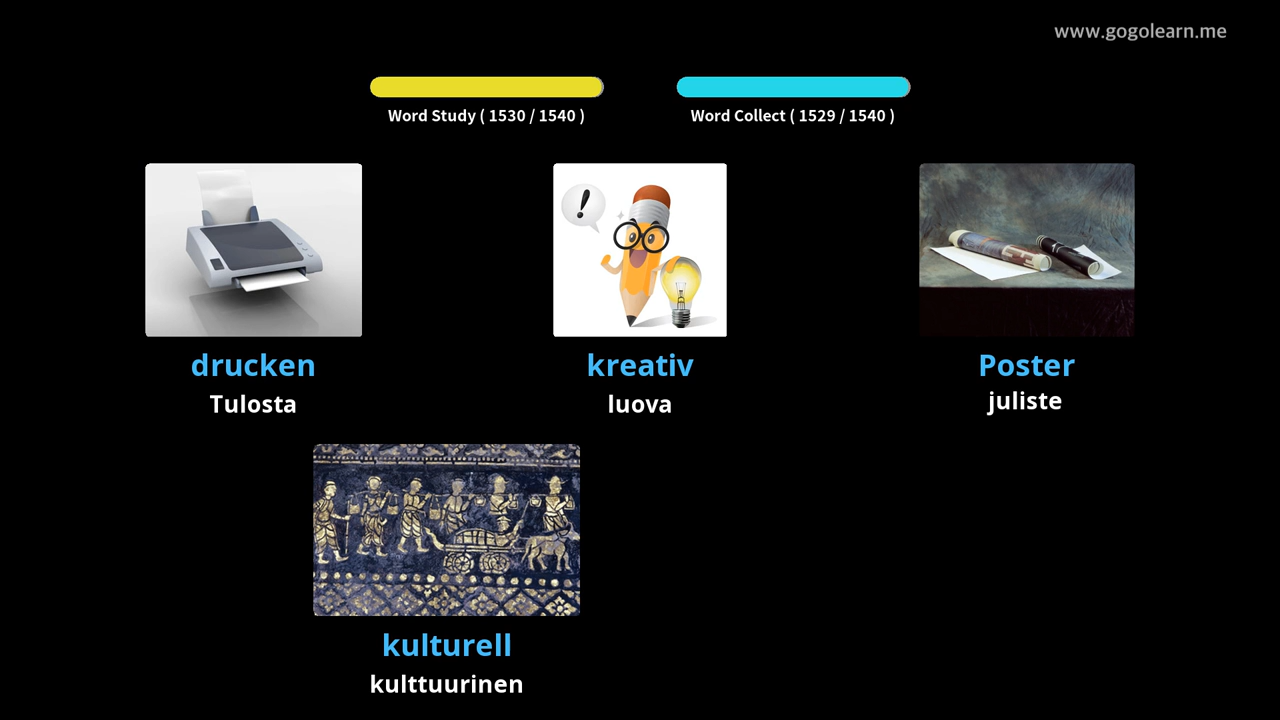 www.gogolearn.me
Word Study ( 1530 / 1540 )
Word Collect ( 1529 / 1540 )
drucken
Tulosta
kreativ
luova
Poster
juliste
kulturell
kulttuurinen